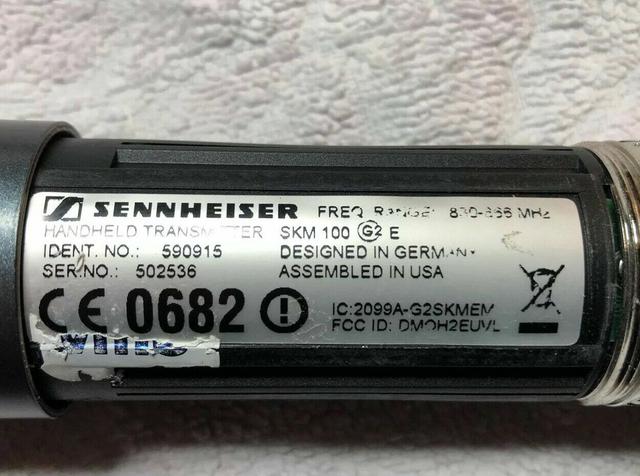 SENNHEISER FREQ. RANGE: 830-866 MHz
HANDHELD TRANSMITTER SKM 100 G2 E
IDENT. NO.: 590915 DESIGNED IN GERMANY
SER.NO.: 502536 ASSEMBLED IN USA
CE 0682
IC:2099A-G2SKMEM
FCC ID: DMOH2EUVL